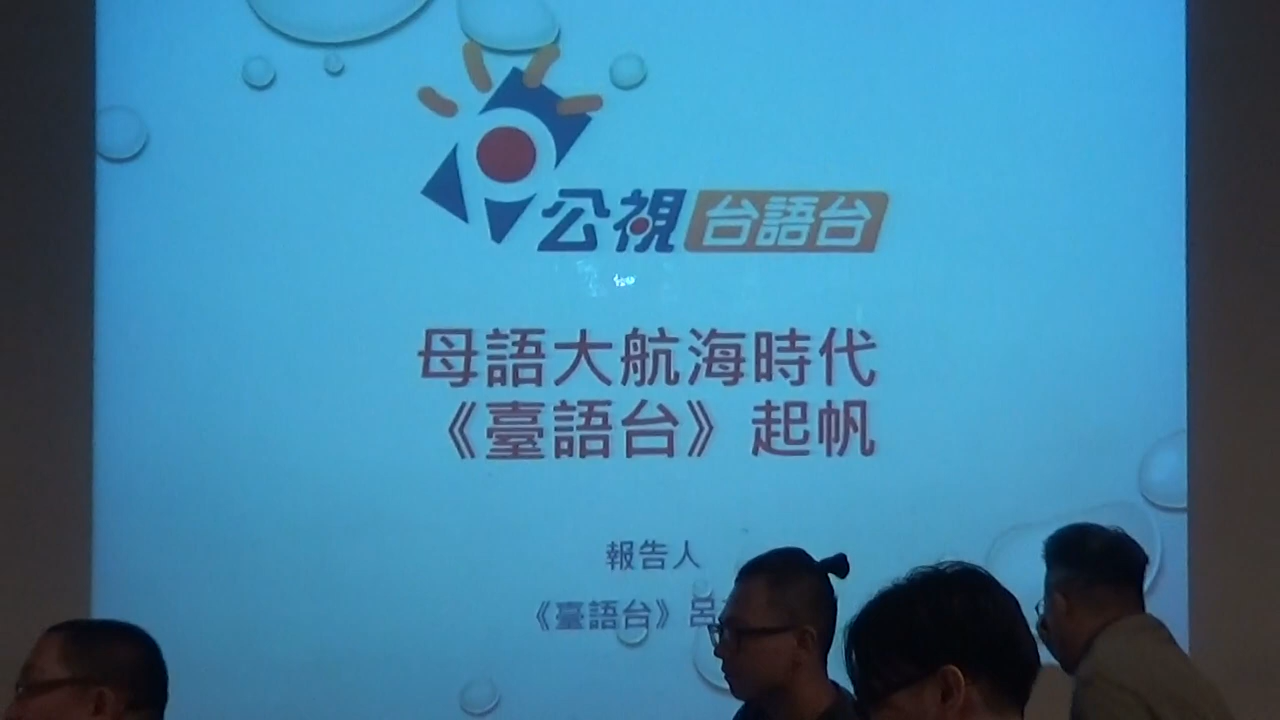 公視 台語台
母語大航海時代
《臺語台》起帆
報告人
《臺語台》呂